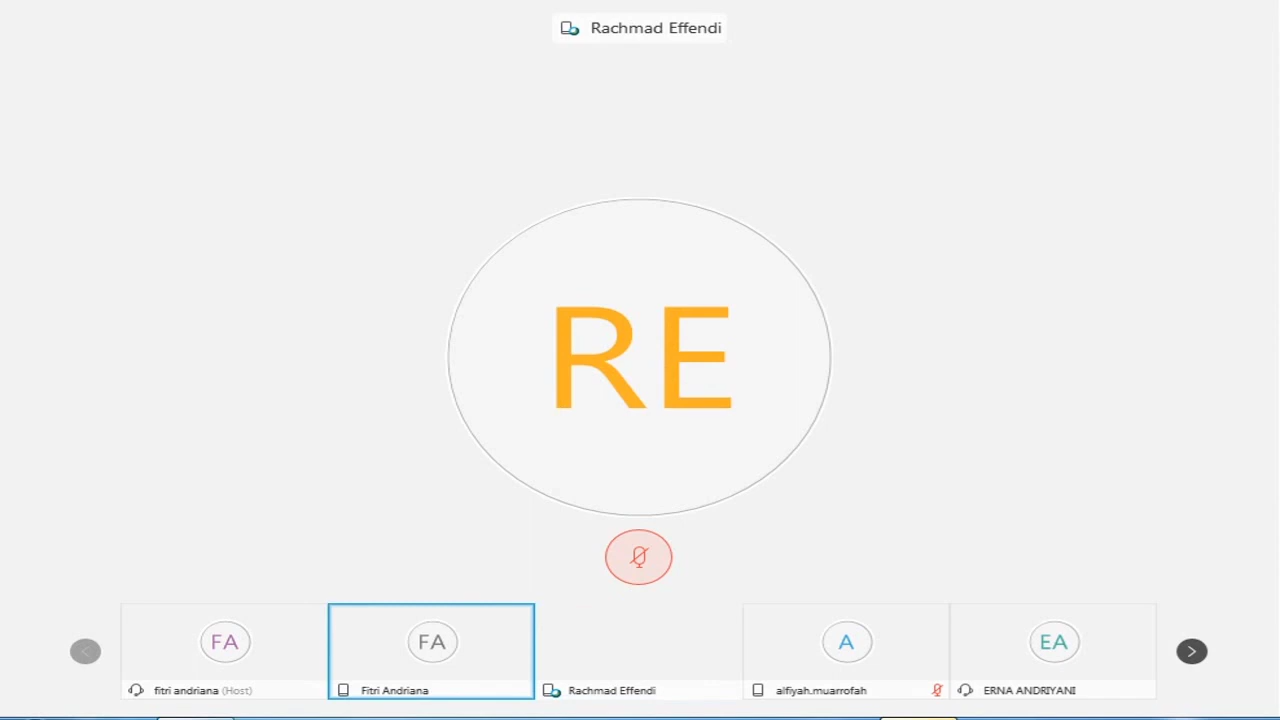 Rachmad Effendi
RE
FA
FA
A
EA
fitri andriana (Host)
Fitri Andriana
Rachmad Effendi
alfiyah.muarrofah
ERNA ANDRIYANI